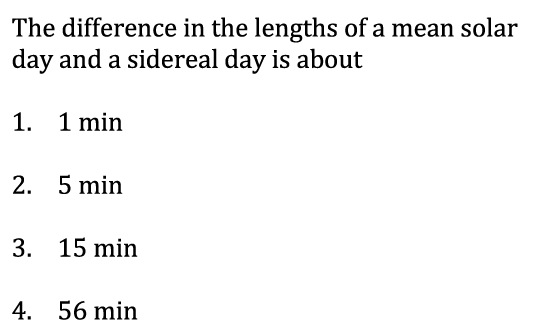 The difference in the lengths of a mean solar
day and a sidereal day is about
1. 1 min
2. 5 min
3. 15 min
4. 56 min